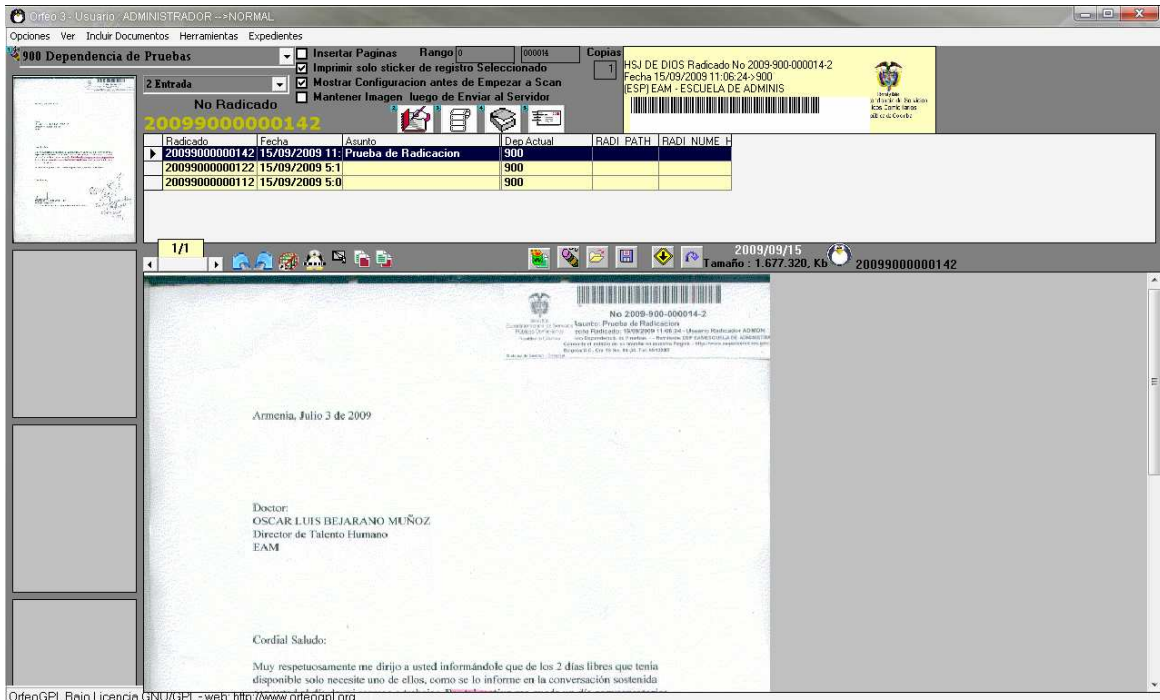 Orfeo 3 - Usuario : ADMINISTRADOR -->NORMAL
Opciones Ver Incluir Documentos Herramientas Expedientes
900 Dependencia de Pruebas
Insertar Paginas Rango 0 000014 Copias
Imprimir solo sticker de registro Seleccionado 1
2 Entrada
Mostrar Configuracion antes de Empezar a Scan
Mantener Imagen luego de Enviar al Servidor
No Radicado
20099000000142
HSJ DE DIOS Radicado No 2009-900-000014-2
Fecha 15/09/2009 11:06:24->900
(ESP) EAM - ESCUELA DE ADMINIS
Radicado Fecha Asunto Dep Actual RADI_PATH RADI_NUME_H
20099000000142 15/09/2009 11: Prueba de Radicacion 900
20099000000122 15/09/2009 5:1 900
20099000000112 15/09/2009 5:0 900
1/1
2009/09/15
Tamaño : 1.677.320, Kb
20099000000142
No 2009-900-000014-2
Asunto: Prueba de Radicacion
Armenia, Julio 3 de 2009
Doctor:
OSCAR LUIS BEJARANO MUÑOZ
Director de Talento Humano
EAM
Cordial Saludo:
Muy respetuosamente me dirijo a usted informándole que de los 2 días libres que tenía
disponible solo necesite uno de ellos, como se lo informe en la conversación sostenida
OrfeoGPL Bajo Licencia GNU/GPL - web: http://www.orfeogpl.org